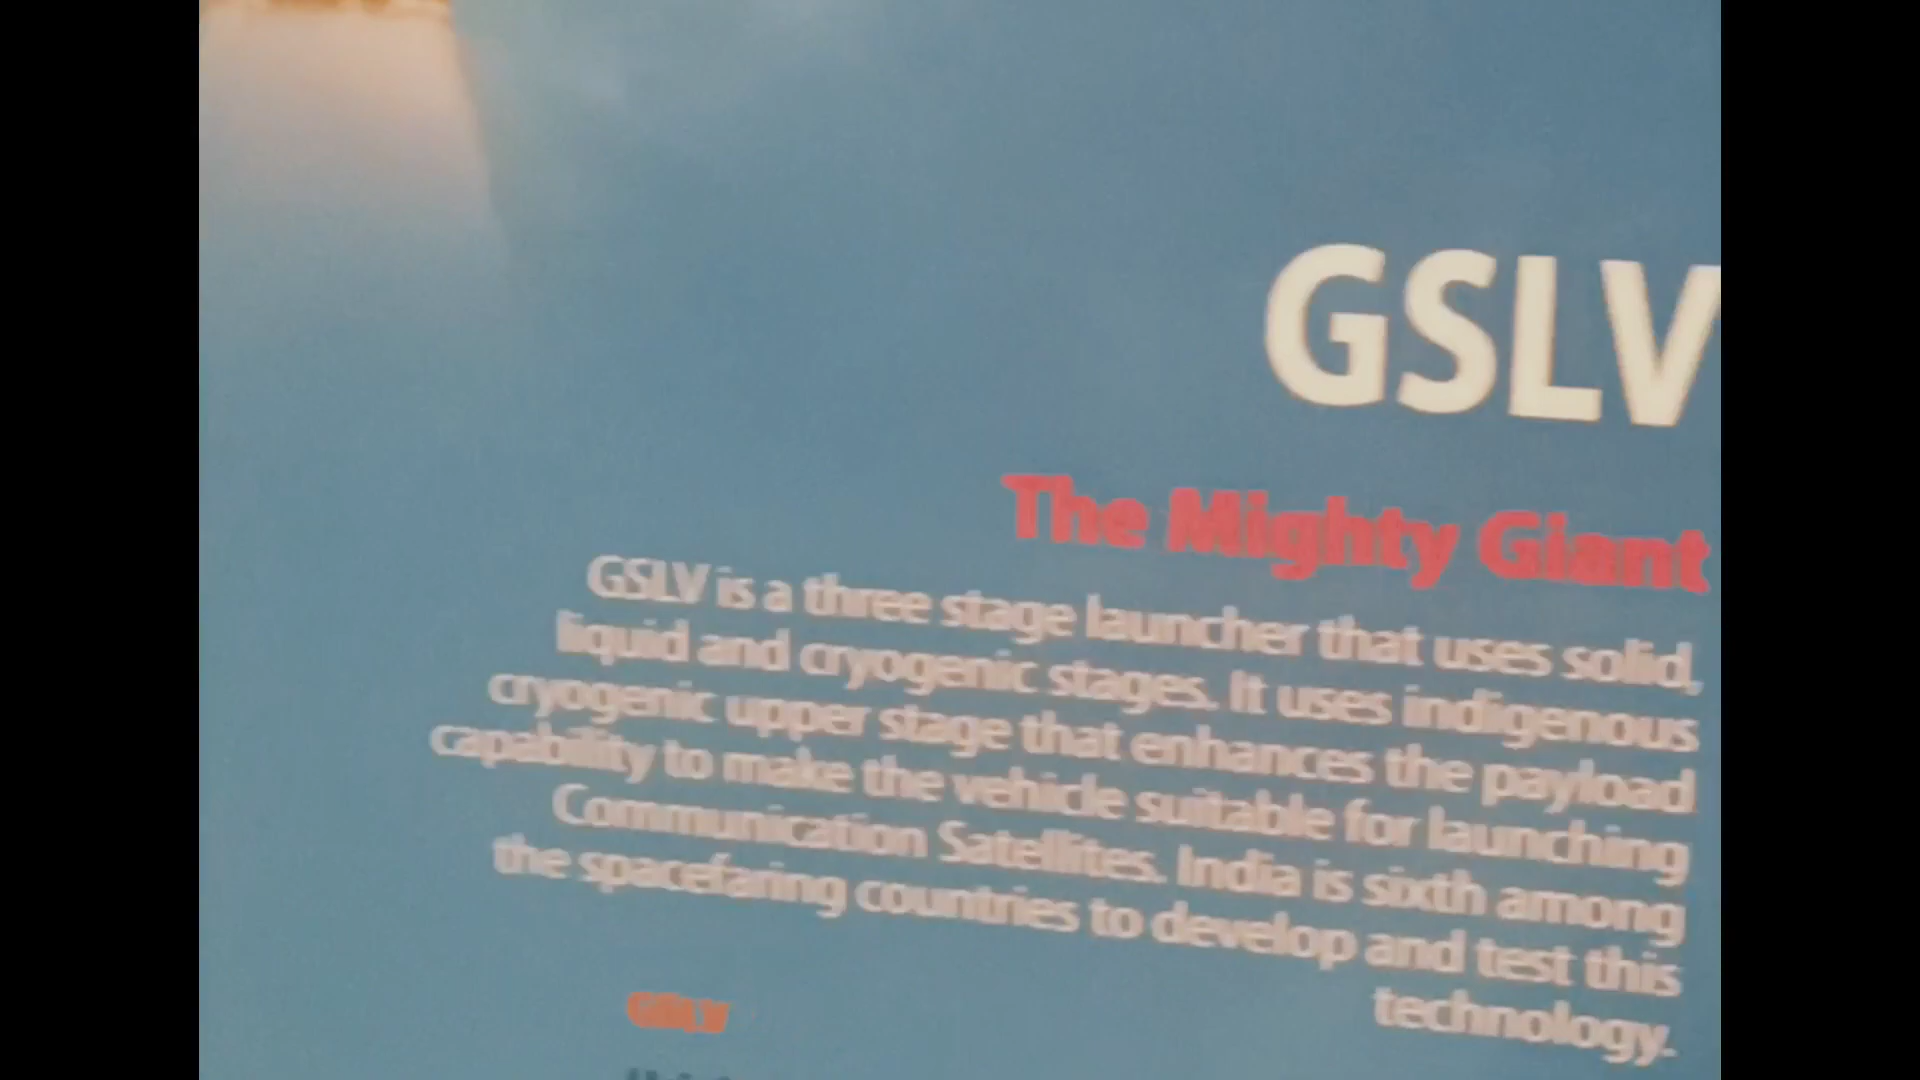 GSLV
The Mighty Giant
GSLV is a three stage launcher that uses solid,
liquid and cryogenic stages. It uses indigenous
cryogenic upper stage that enhances the payload
capability to make the vehicle suitable for launching
Communication Satellites. India is sixth among
the spacefaring countries to develop and test this
technology.
GSLV